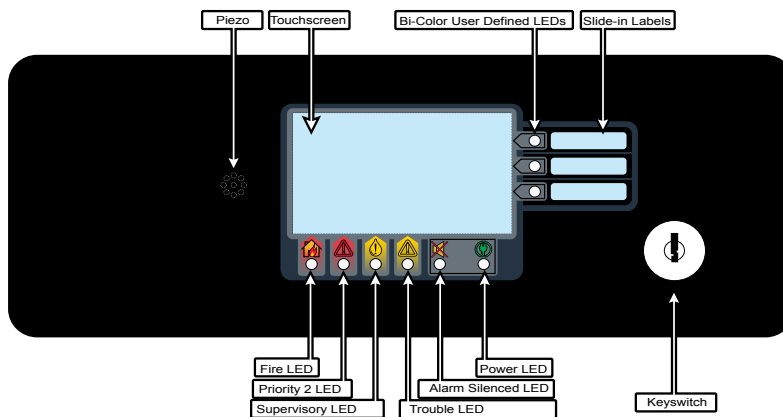 Piezo
Touchscreen
Bi-Color User Defined LEDs
Slide-in Labels
Fire LED
Power LED
Priority 2 LED
Alarm Silenced LED
Supervisory LED
Trouble LED
Keyswitch